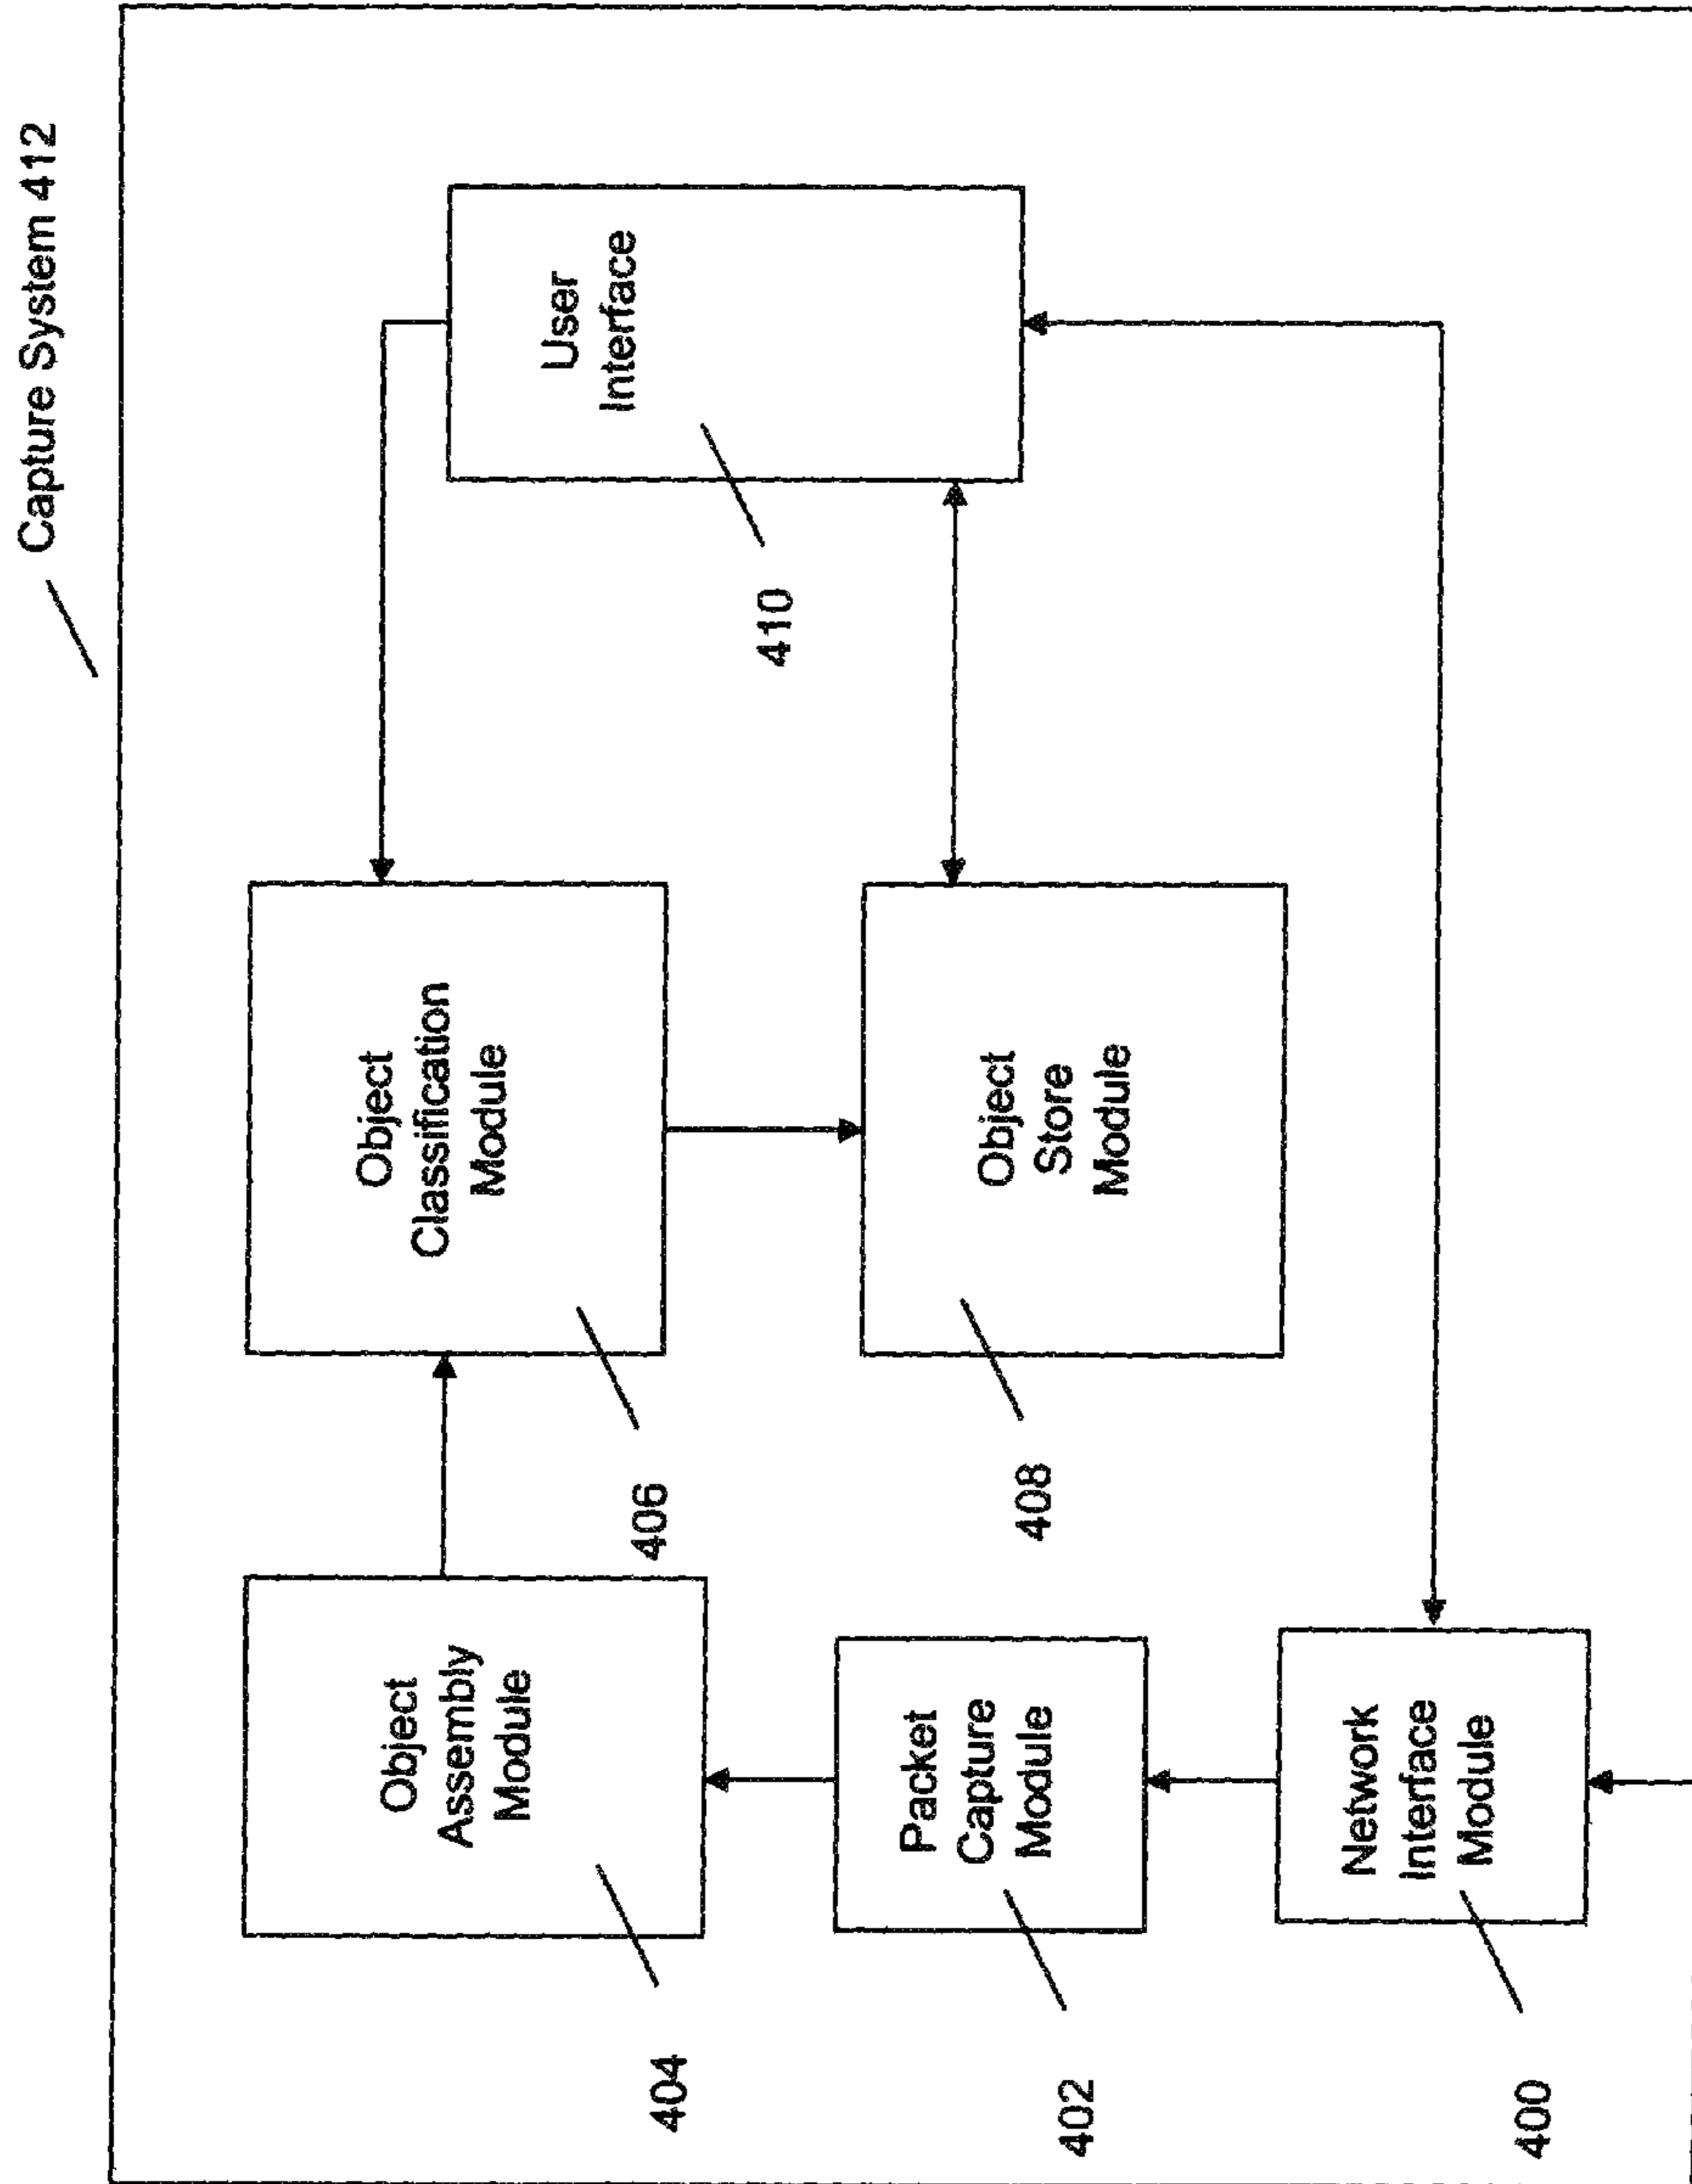 Capture System 412
Object
Assembly
Module
404
Object
Classification
Module
406
User
Interface
410
Packet
Capture
Module
402
Object
Store
Module
408
Network
Interface
Module
400